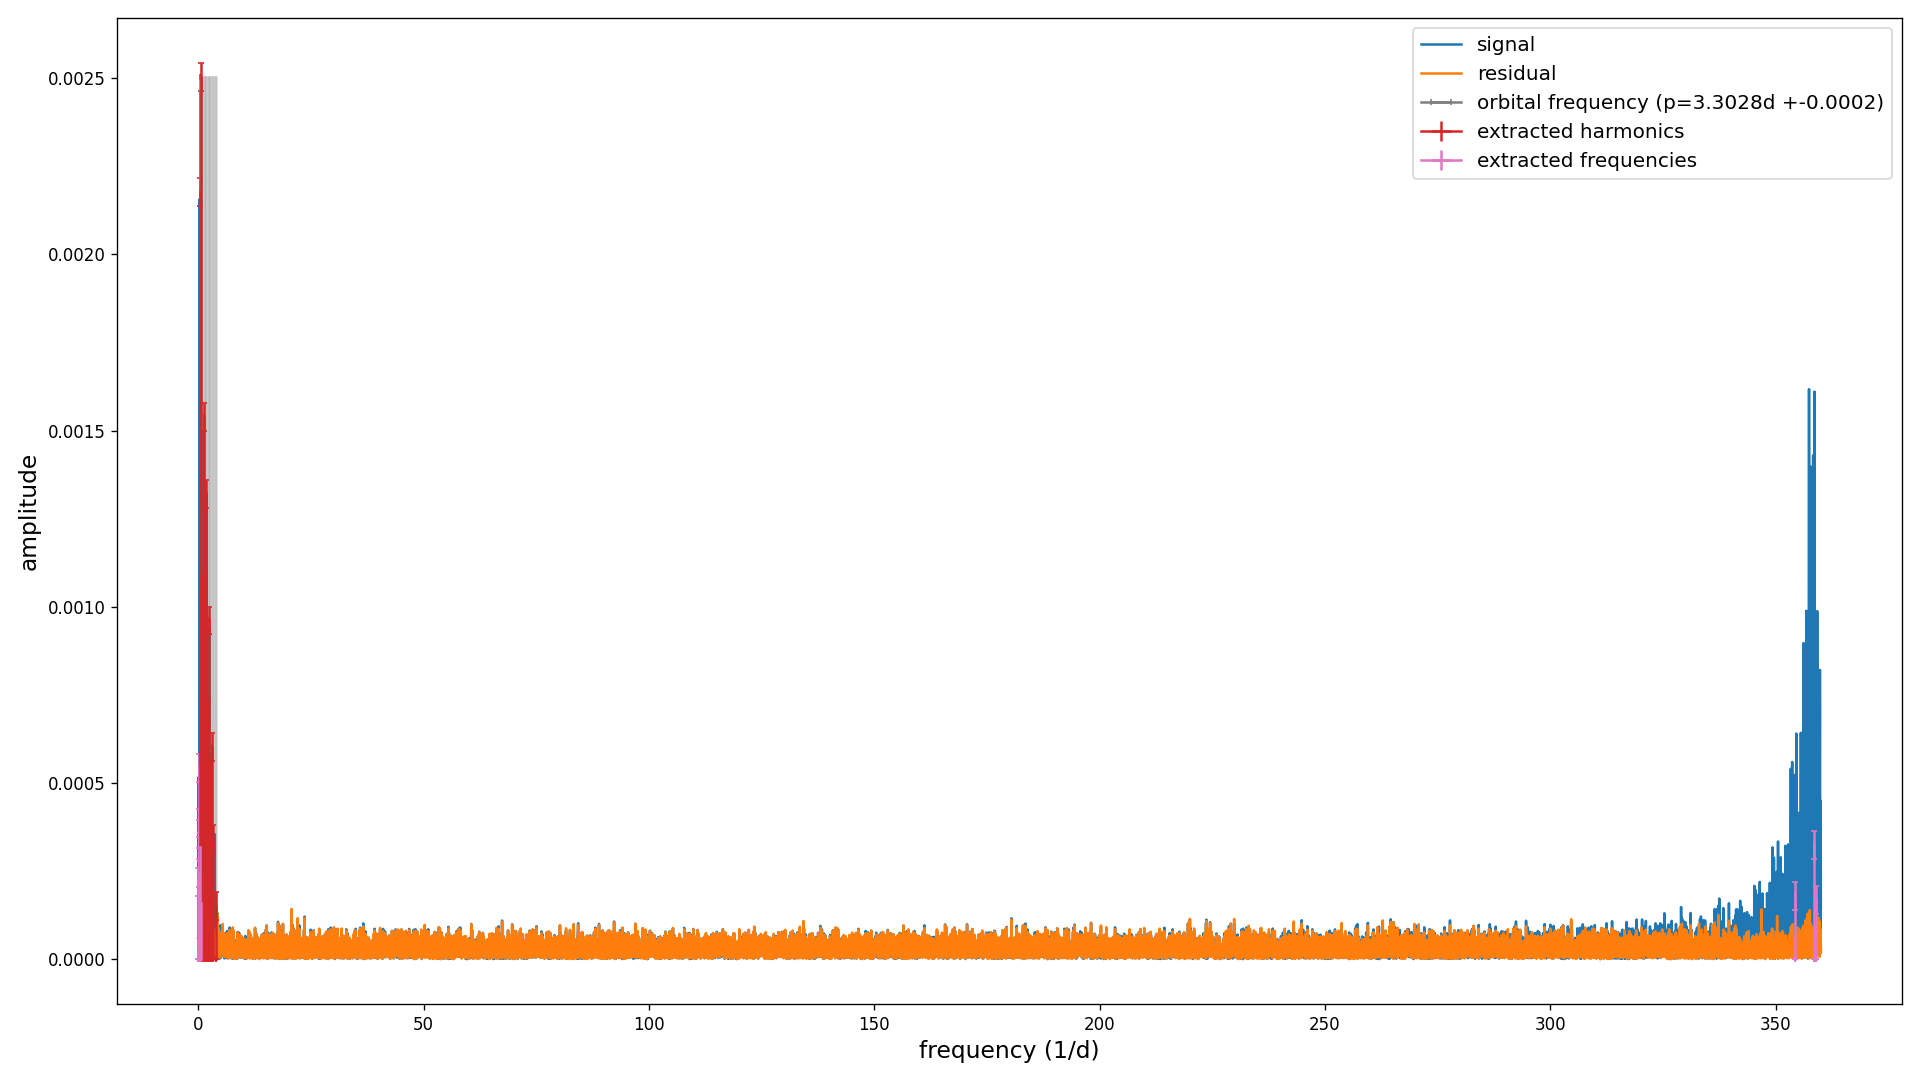 signal
residual
orbital frequency (p=3.3028d +-0.0002)
extracted harmonics
extracted frequencies
0.0025
0.0020
0.0015
0.0010
0.0005
0.0000
amplitude
0 50 100 150 200 250 300 350
frequency (1/d)